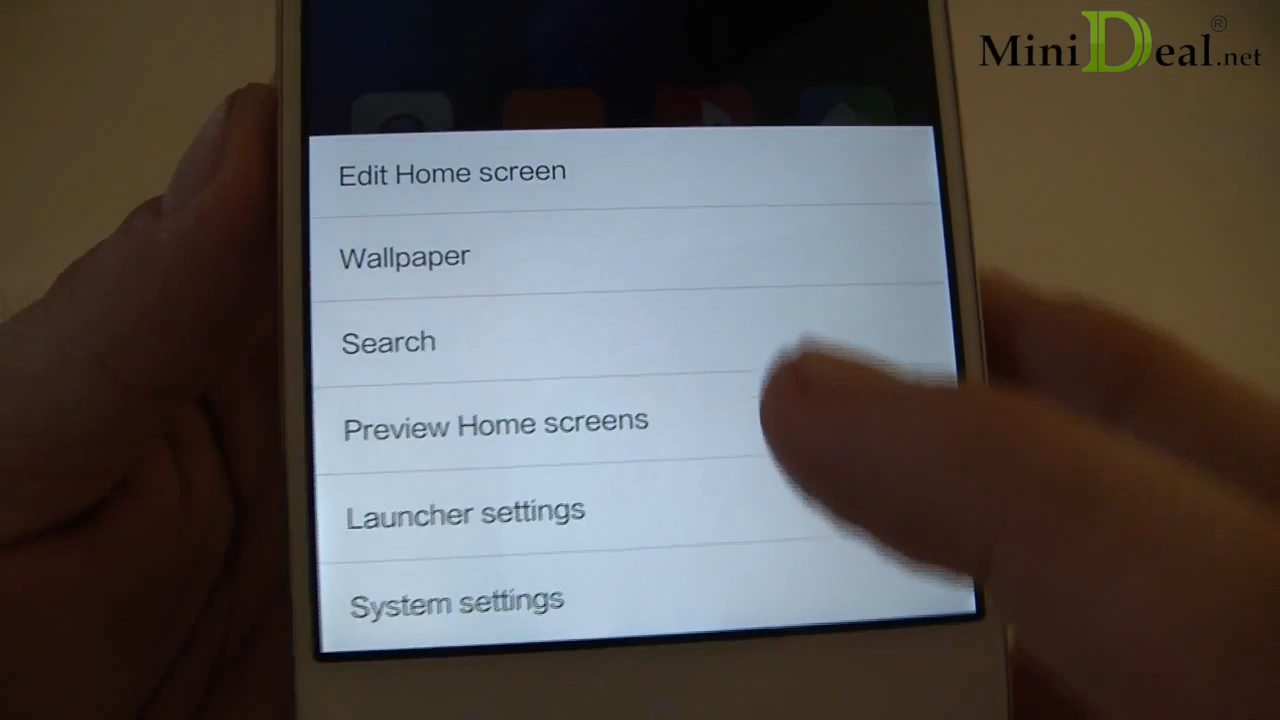 MiniDeal.net®
Edit Home screen
Wallpaper
Search
Preview Home screens
Launcher settings
System settings